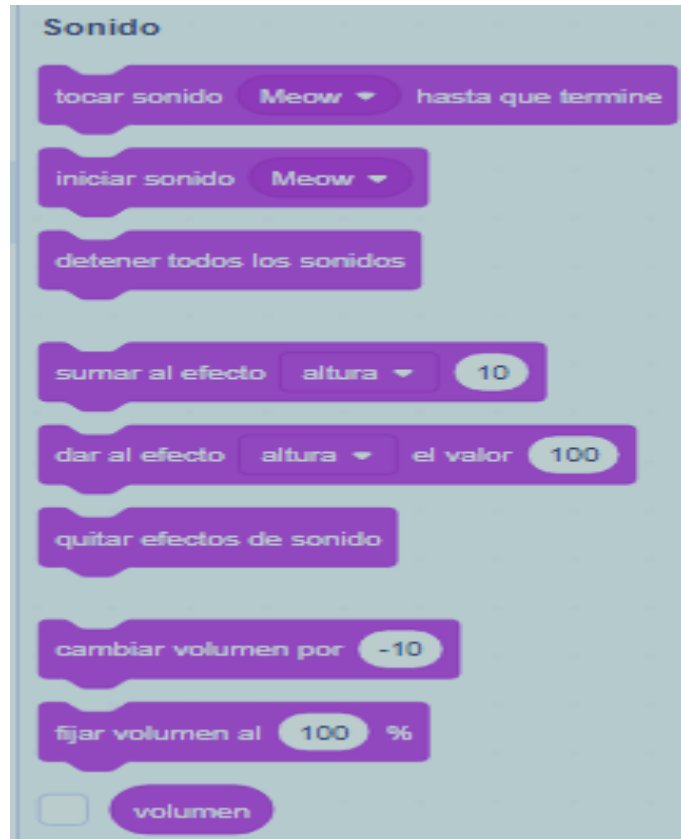 Sonido
tocar sonido Meow hasta que termine
iniciar sonido Meow
detener todos los sonidos
sumar al efecto altura 10
dar al efecto altura el valor 100
quitar efectos de sonido
cambiar volumen por -10
fijar volumen al 100 %
volumen